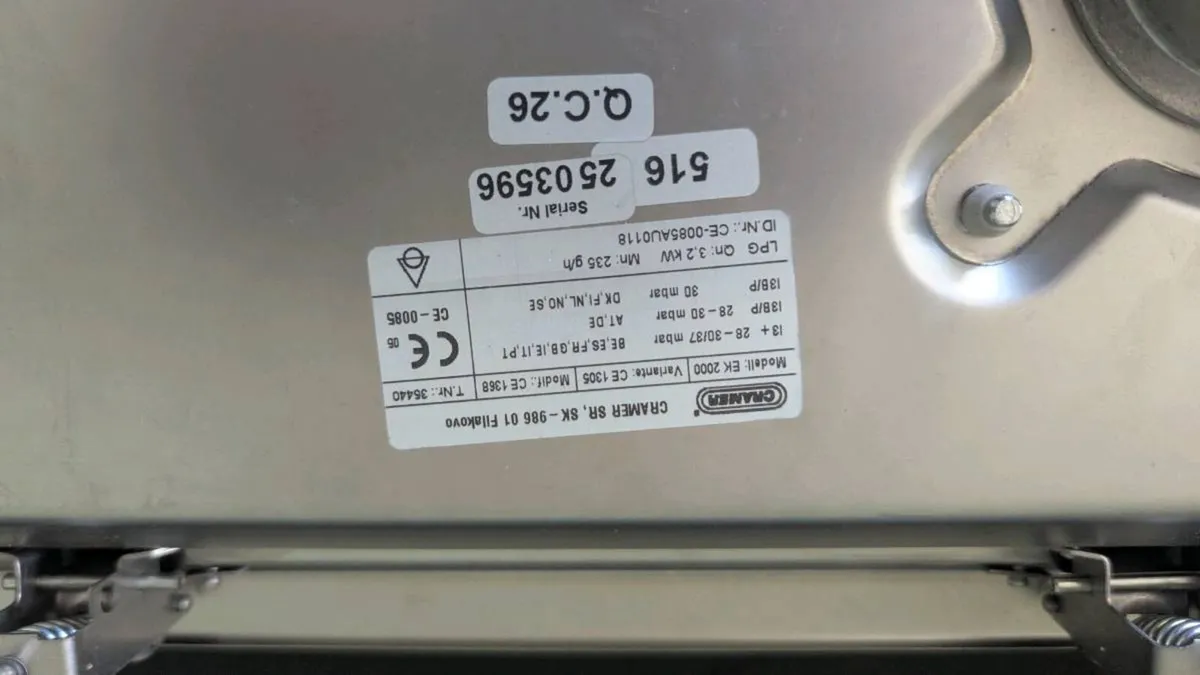 CRAMER CRAMER SR, SK-986 01 Filakovo
Modell: EK 2000 Variante: CE 1305 Modif.: CE 1368 T.Nr.: 35440
I3+ 28-30/37 mbar BE,ES,FR,GB,IE,IT,PT
I3B/P 28-30 mbar AT,DE
I3B/P 30 mbar DK,FI,NL,NO,SE
CE 05
CE-0085
LPG Qn: 3,2 kW Mn: 235 g/h
ID.Nr.: CE-0085AU0118
Serial Nr.
25 03596
516
Q.C.26